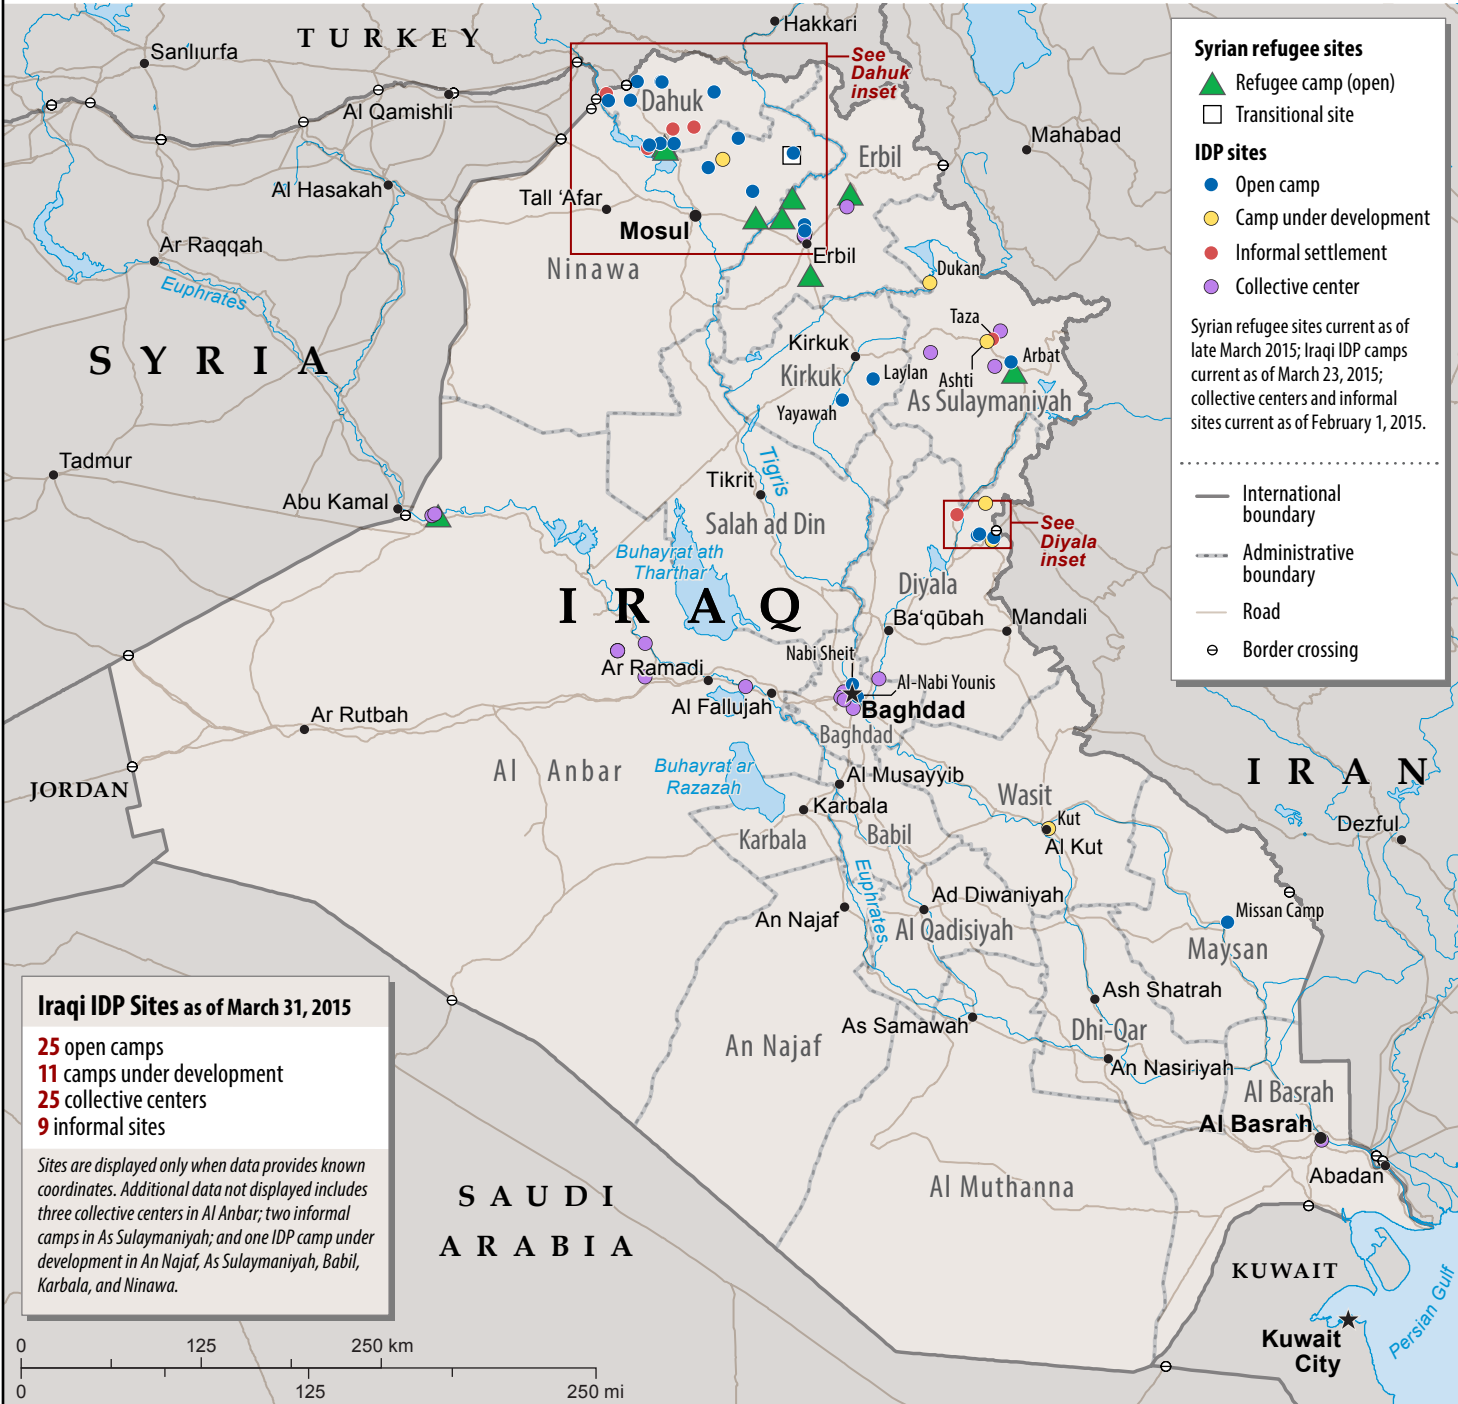 Hakkari
TURKEY
Sanlıurfa
See
Dahuk
inset
Dahuk
Al Qamishli
Mahabad
Erbil
Al Hasakah
Tall ‘Afar
Mosul
Ar Raqqah
Erbil
Ninawa
Dukan
Euphrates
Taza
SYRIA
Kirkuk
Arbat
Kirkuk
Laylan
Ashti
As Sulaymaniyah
Yayawah
Tadmur
Tigris
Tikrit
Abu Kamal
Salah ad Din
See
Diyala
inset
Buhayrat ath
Tharthar
Diyala
IRAQ
Ba‘qūbah
Mandali
Nabi Sheit
Ar Ramadi
Al-Nabi Younis
Al Fallujah
Baghdad
Ar Rutbah
Baghdad
Al Anbar
Buhayrat ar
Razazah
Al Musayyib
IRAN
JORDAN
Karbala
Wasit
Kut
Dezful
Karbala
Babil
Al Kut
Euphrates
Ad Diwaniyah
An Najaf
Al Qadisiyah
Missan Camp
Maysan
Ash Shatrah
As Samawah
Dhi-Qar
An Najaf
An Nasiriyah
Al Basrah
Al Basrah
Abadan
Al Muthanna
SAUDI
ARABIA
KUWAIT
Persian Gulf
Kuwait
City
Syrian refugee sites
Refugee camp (open)
Transitional site
IDP sites
Open camp
Camp under development
Informal settlement
Collective center
Syrian refugee sites current as of
late March 2015; Iraqi IDP camps
current as of March 23, 2015;
collective centers and informal
sites current as of February 1, 2015.
International
boundary
Administrative
boundary
Road
Border crossing
Iraqi IDP Sites as of March 31, 2015
25 open camps
11 camps under development
25 collective centers
9 informal sites
Sites are displayed only when data provides known
coordinates. Additional data not displayed includes
three collective centers in Al Anbar; two informal
camps in As Sulaymaniyah; and one IDP camp under
development in An Najaf, As Sulaymaniyah, Babil,
Karbala, and Ninawa.
0 125 250 km
0 125 250 mi